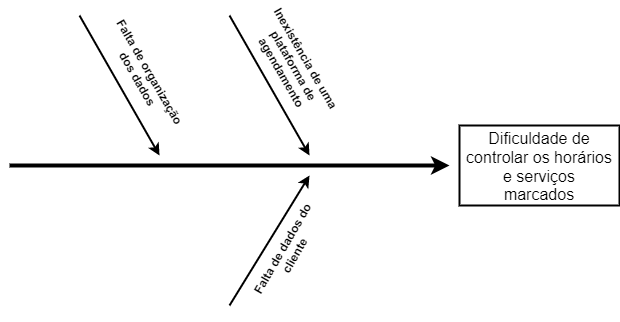 Falta de organização
dos dados
Inexistência de uma
plataforma de
agendamento
Dificuldade de
controlar os horários
e serviços
marcados
Falta de dados do
cliente